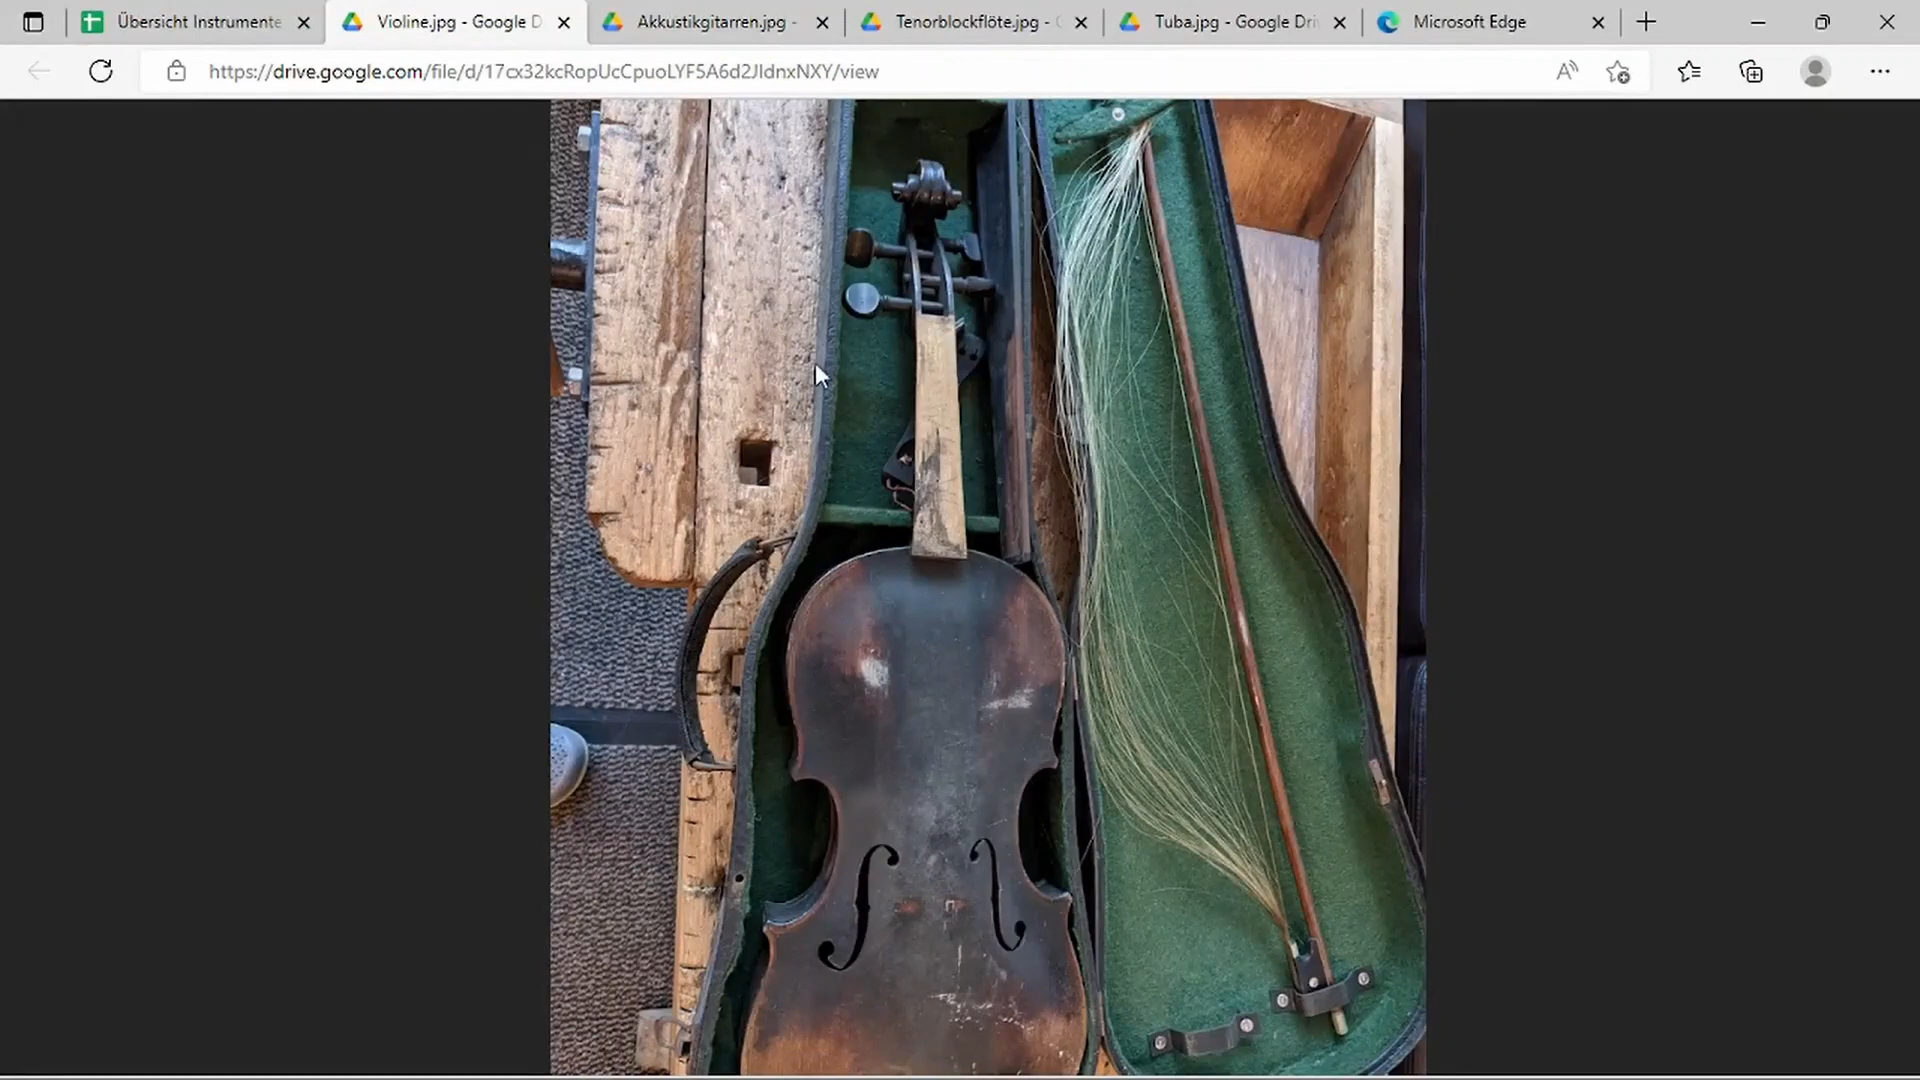 Übersicht Instrumente
Violine.jpg - Google D
Akkustikgitarren.jpg -
Tenorblockflöte.jpg -
Tuba.jpg - Google Dri
Microsoft Edge
https://drive.google.com/file/d/17cx32kcRopUcCpuoLYF5A6d2JldnxNXY/view